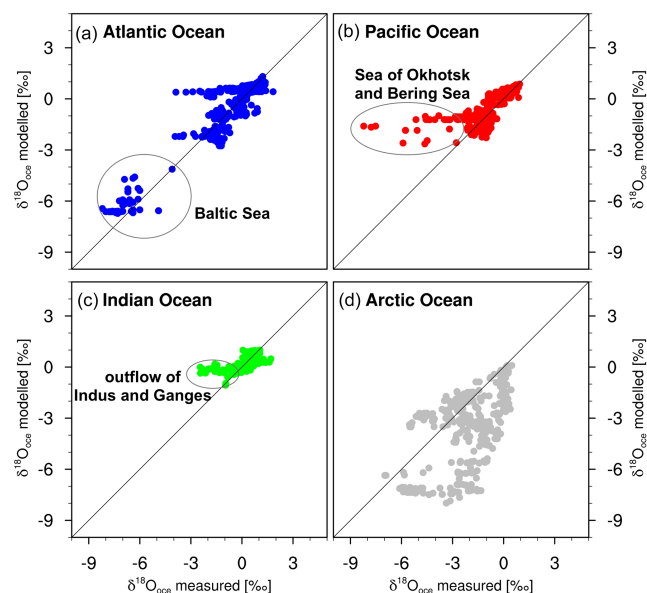 (a) Atlantic Ocean
(b) Pacific Ocean
3
0
-3
-6
-9
δ¹⁸Oₒcₑ modelled [‰]
Baltic Sea
Sea of Okhotsk
and Bering Sea
3
0
-3
-6
-9
δ¹⁸Oₒcₑ modelled [‰]
(c) Indian Ocean
(d) Arctic Ocean
3
0
-3
-6
-9
δ¹⁸Oₒcₑ modelled [‰]
outflow of
Indus and Ganges
3
0
-3
-6
-9
δ¹⁸Oₒcₑ modelled [‰]
-9 -6 -3 0 3
-9 -6 -3 0 3
δ¹⁸Oₒcₑ measured [‰]
δ¹⁸Oₒcₑ measured [‰]